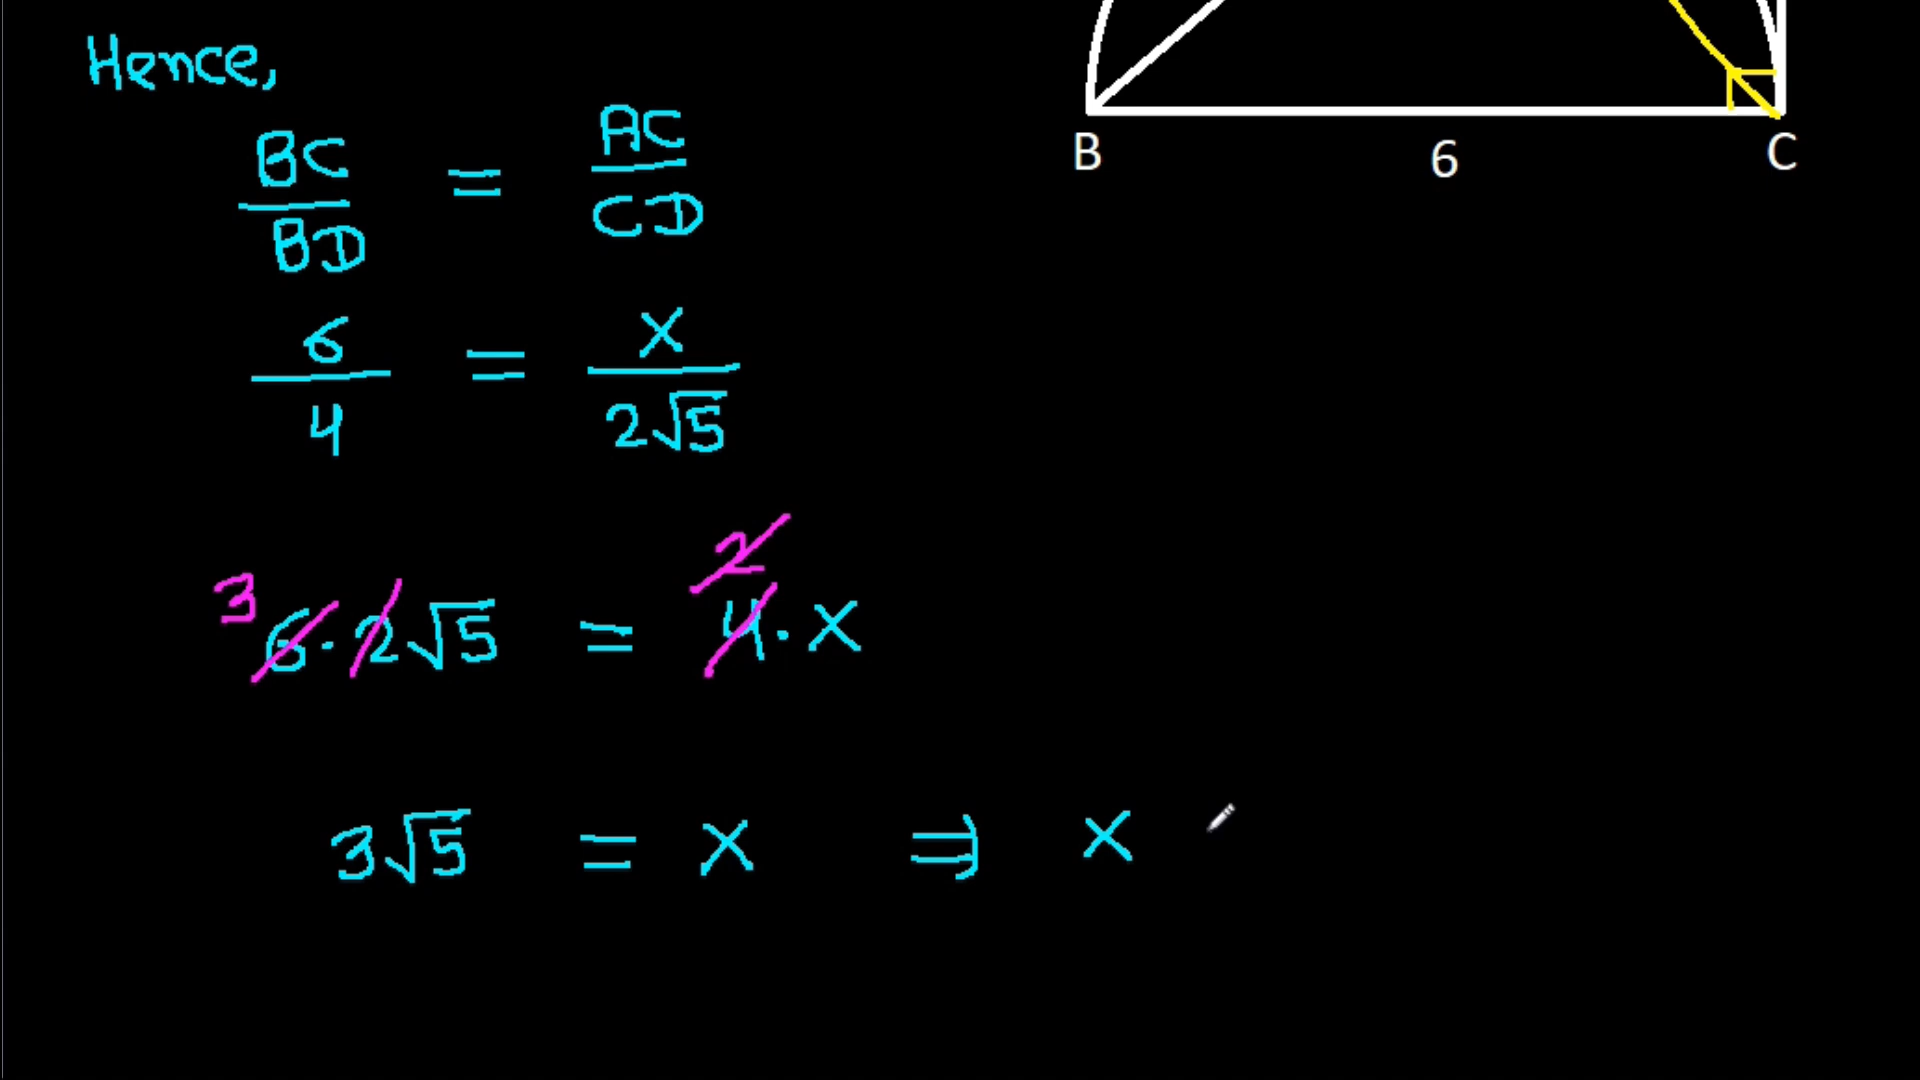 Hence,
BC/BD = AC/CD
B 6 C
6/4 = x/2√5
3 2
6·2√5 = 4·x
3√5 = x ⇒ x